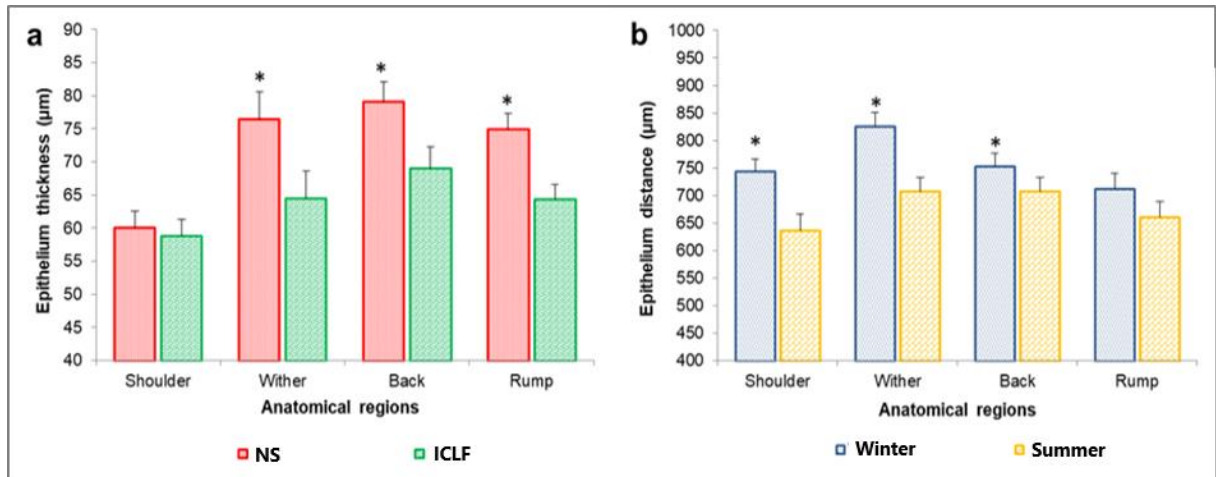 a
Epithelium thickness (µm)
90
85
80
75
70
65
60
55
50
45
40
*
*
*
Shoulder
Wither
Back
Rump
Anatomical regions
NS
ICLF
b
Epithelium distance (µm)
1000
950
900
850
800
750
700
650
600
550
500
450
400
*
*
*
Shoulder
Wither
Back
Rump
Anatomical regions
Winter
Summer